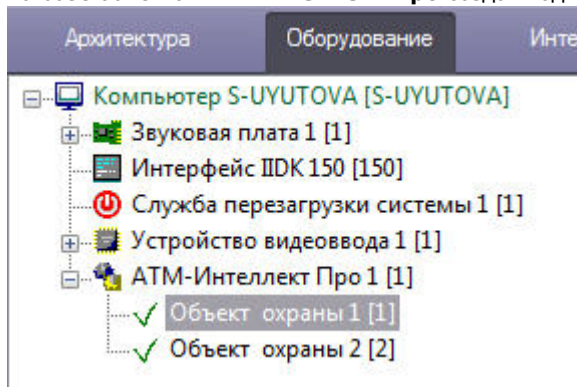 Архитектура Оборудование Инте
Компьютер S-UYUTOVA [S-UYUTOVA]
Звуковая плата 1 [1]
Интерфейс IIDK 150 [150]
Служба перезагрузки системы 1 [1]
Устройство видеоввода 1 [1]
АТМ-Интеллект Про 1 [1]
Объект охраны 1 [1]
Объект охраны 2 [2]